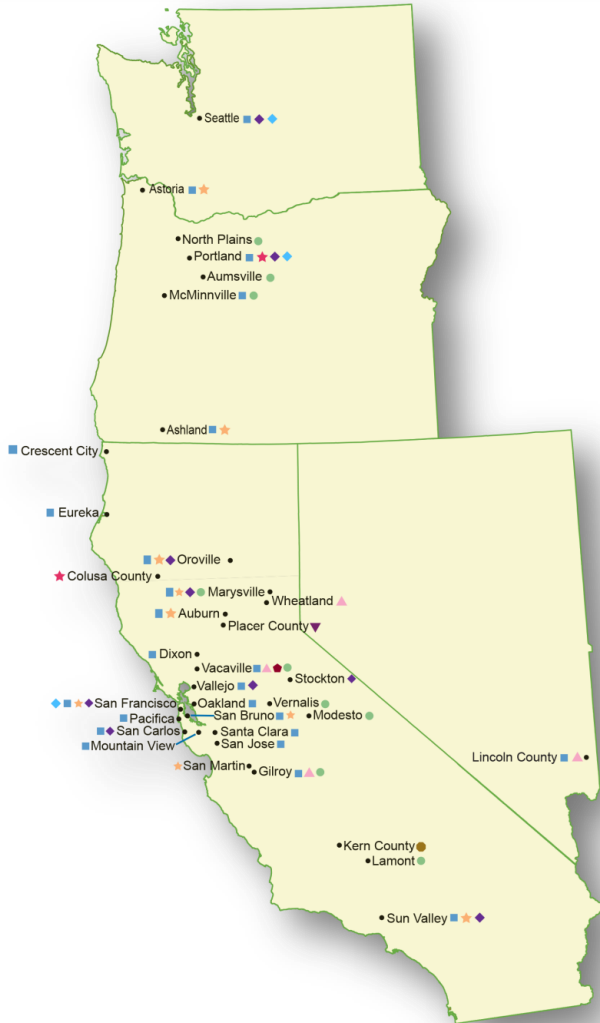 Seattle
Astoria
North Plains
Portland
Aumsville
McMinnville
Ashland
Crescent City
Eureka
Oroville
Colusa County
Marysville
Wheatland
Auburn
Placer County
Dixon
Vacaville
Stockton
Vallejo
San Francisco
Oakland
Vernalis
Pacifica
San Bruno
Modesto
San Carlos
Santa Clara
Mountain View
San Jose
Lincoln County
San Martin
Gilroy
Kern County
Lamont
Sun Valley